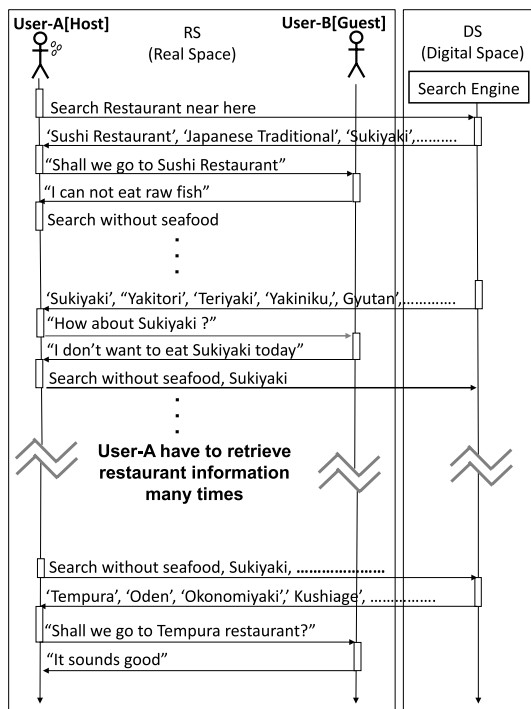 User-A[Host]
RS
(Real Space)
User-B[Guest]
DS
(Digital Space)
Search Engine
Search Restaurant near here
‘Sushi Restaurant’, ‘Japanese Traditional’, ‘Sukiyaki’,..........
“Shall we go to Sushi Restaurant”
“I can not eat raw fish”
Search without seafood
‘Sukiyaki’, “Yakitori’, ‘Teriyaki’, ‘Yakiniku,’, Gyutan’,............
“How about Sukiyaki ?”
“I don’t want to eat Sukiyaki today”
Search without seafood, Sukiyaki
User-A have to retrieve
restaurant information
many times
Search without seafood, Sukiyaki, .....................
‘Tempura’, ‘Oden’, ‘Okonomiyaki’,’ Kushiage’, ...............
“Shall we go to Tempura restaurant?”
“It sounds good”